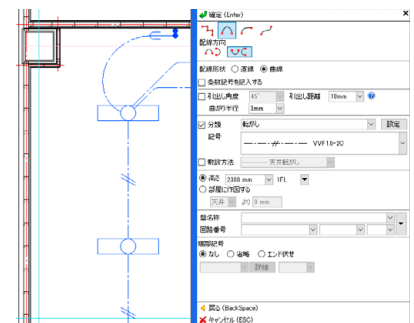 確定 (Enter)
配線方向
配線形状 直線 曲線
条数記号を記入する
引出し角度 45° 引出し距離 10mm
曲がり半径 3mm
分類 転がし 設定
記号 VVF1.6-2C
敷設方法 天井転がし
高さ 2300 mm 1FL
部屋に作図する
天井 より 0 mm
盤名称
回路番号
端部記号
なし 省略 エンド伏せ
詳細
戻る (BackSpace)
キャンセル (ESC)